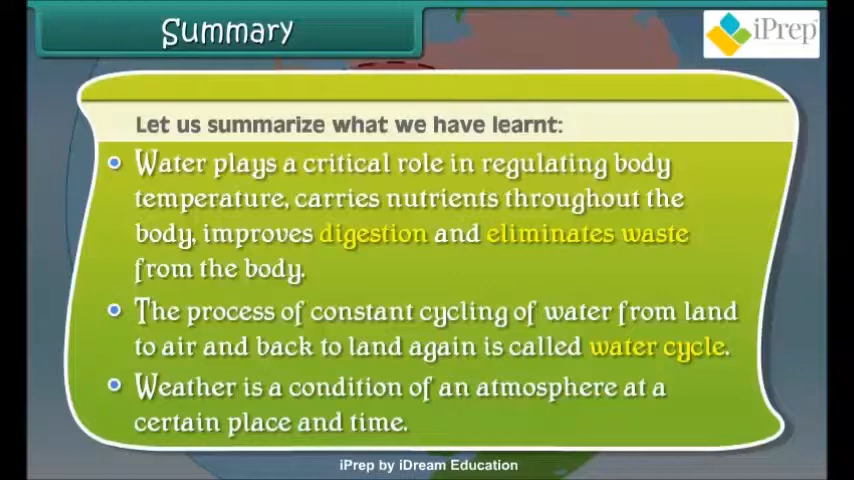 Summary
iPrep
Let us summarize what we have learnt:
Water plays a critical role in regulating body
temperature, carries nutrients throughout the
body, improves digestion and eliminates waste
from the body.
The process of constant cycling of water from land
to air and back to land again is called water cycle.
Weather is a condition of an atmosphere at a
certain place and time.
iPrep by iDream Education